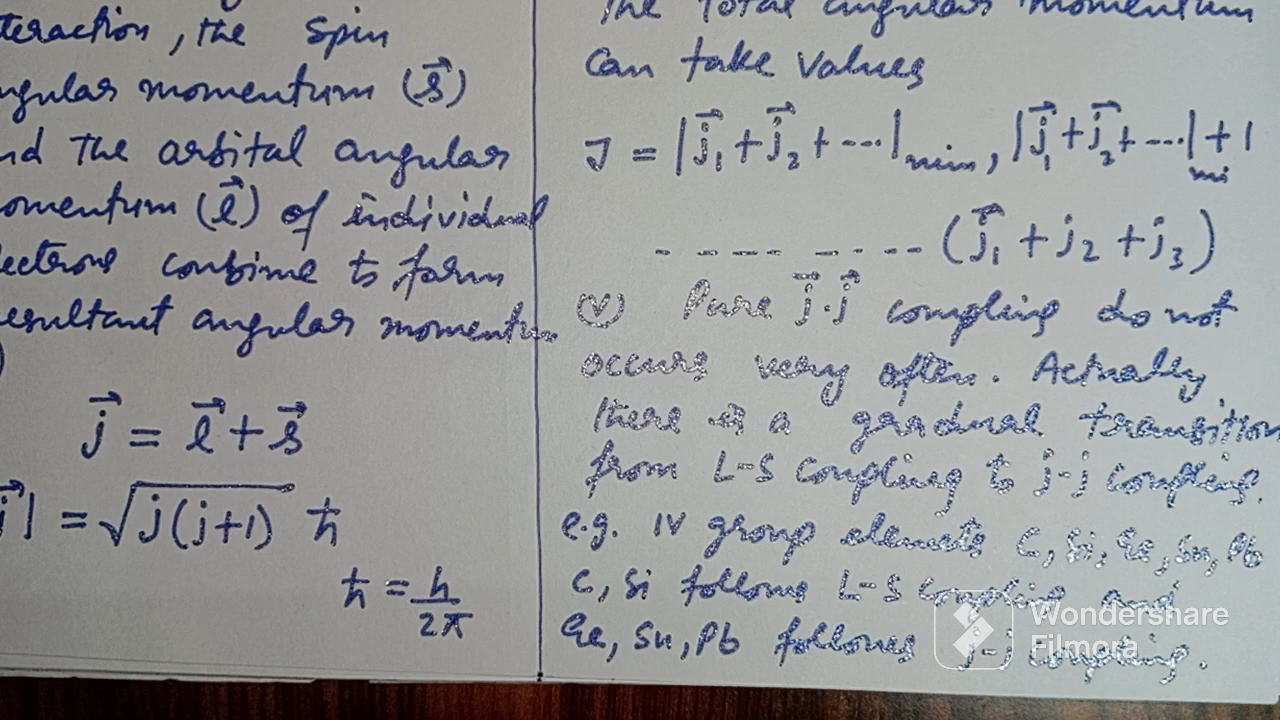 teraction, the spin
ngular momentum (s⃗)
nd the orbital angular
omentum (l⃗) of individual
lectrons combine to form
resultant angular momentum
)
j⃗ = l⃗ + s⃗
j⃗| = √j(j+1) ħ
ħ = h/2π
The total angular momentum
can take values
J = |j⃗₁ + j⃗₂ + ---|min, |j⃗₁ + j⃗₂ + ---|mi + 1
- ---- ---- -- (j⃗₁ + j₂ + j₃)
(V) Pure j⃗.j⃗ coupling do not
occurs very often. Actually
there is a gradual transition
from L-S coupling to j-j coupling.
e.g. IV group elements C, Si, Ge, Sn, Pb
C, Si follows L-S coupling and
Ge, Sn, Pb follows j-j coupling.
Wondershare
Filmora